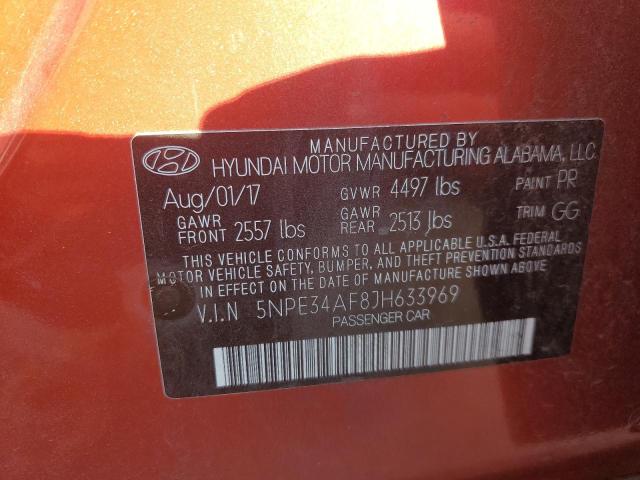 MANUFACTURED BY
HYUNDAI MOTOR MANUFACTURING ALABAMA, LLC
Aug/01/17 GVWR 4497 lbs PAINT PR
GAWR FRONT 2557 lbs GAWR REAR 2513 lbs TRIM GG
THIS VEHICLE CONFORMS TO ALL APPLICABLE U.S.A. FEDERAL
MOTOR VEHICLE SAFETY, BUMPER, AND THEFT PREVENTION STANDARDS
IN EFFECT ON THE DATE OF MANUFACTURE SHOWN ABOVE.
V.I.N 5NPE34AF8JH633969
PASSENGER CAR